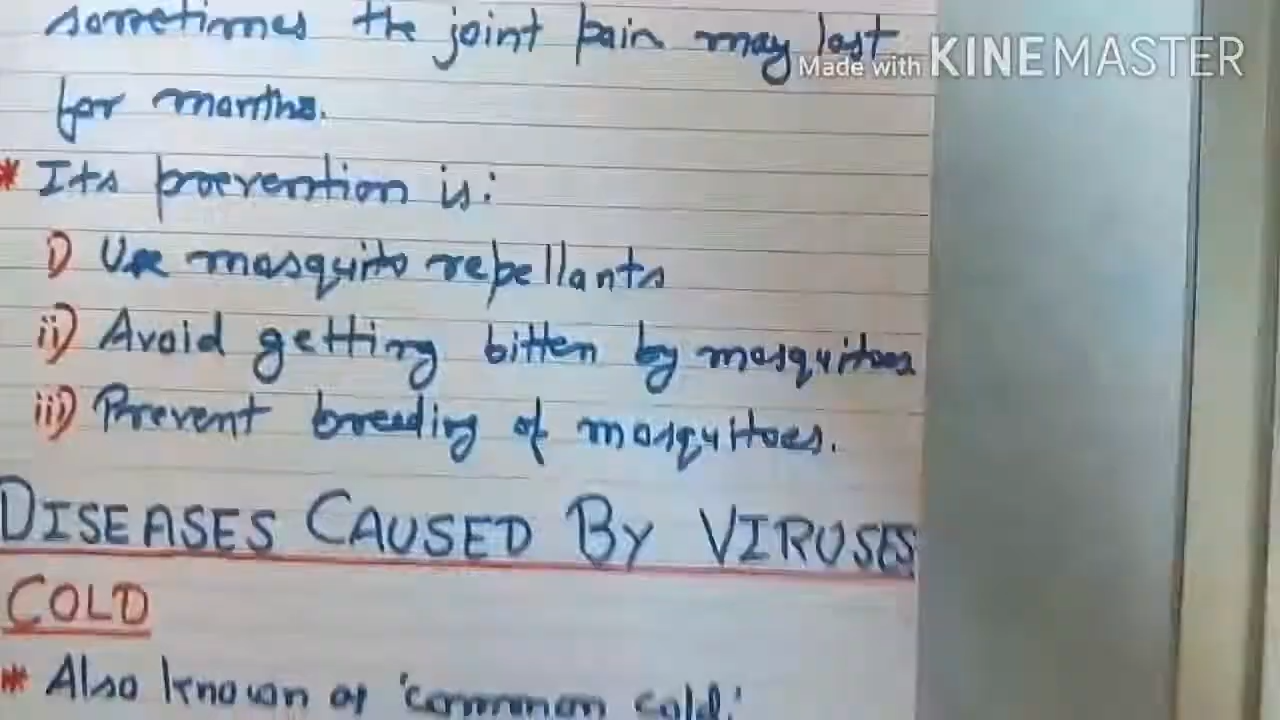 sometimes the joint pain may last
Made with KINEMASTER
for months.
* Its prevention is:
i) Use mosquito repellants
ii) Avoid getting bitten by mosquitoes
iii) Prevent breeding of mosquitoes.
DISEASES CAUSED BY VIRUSES
COLD
* Also known as 'common cold'